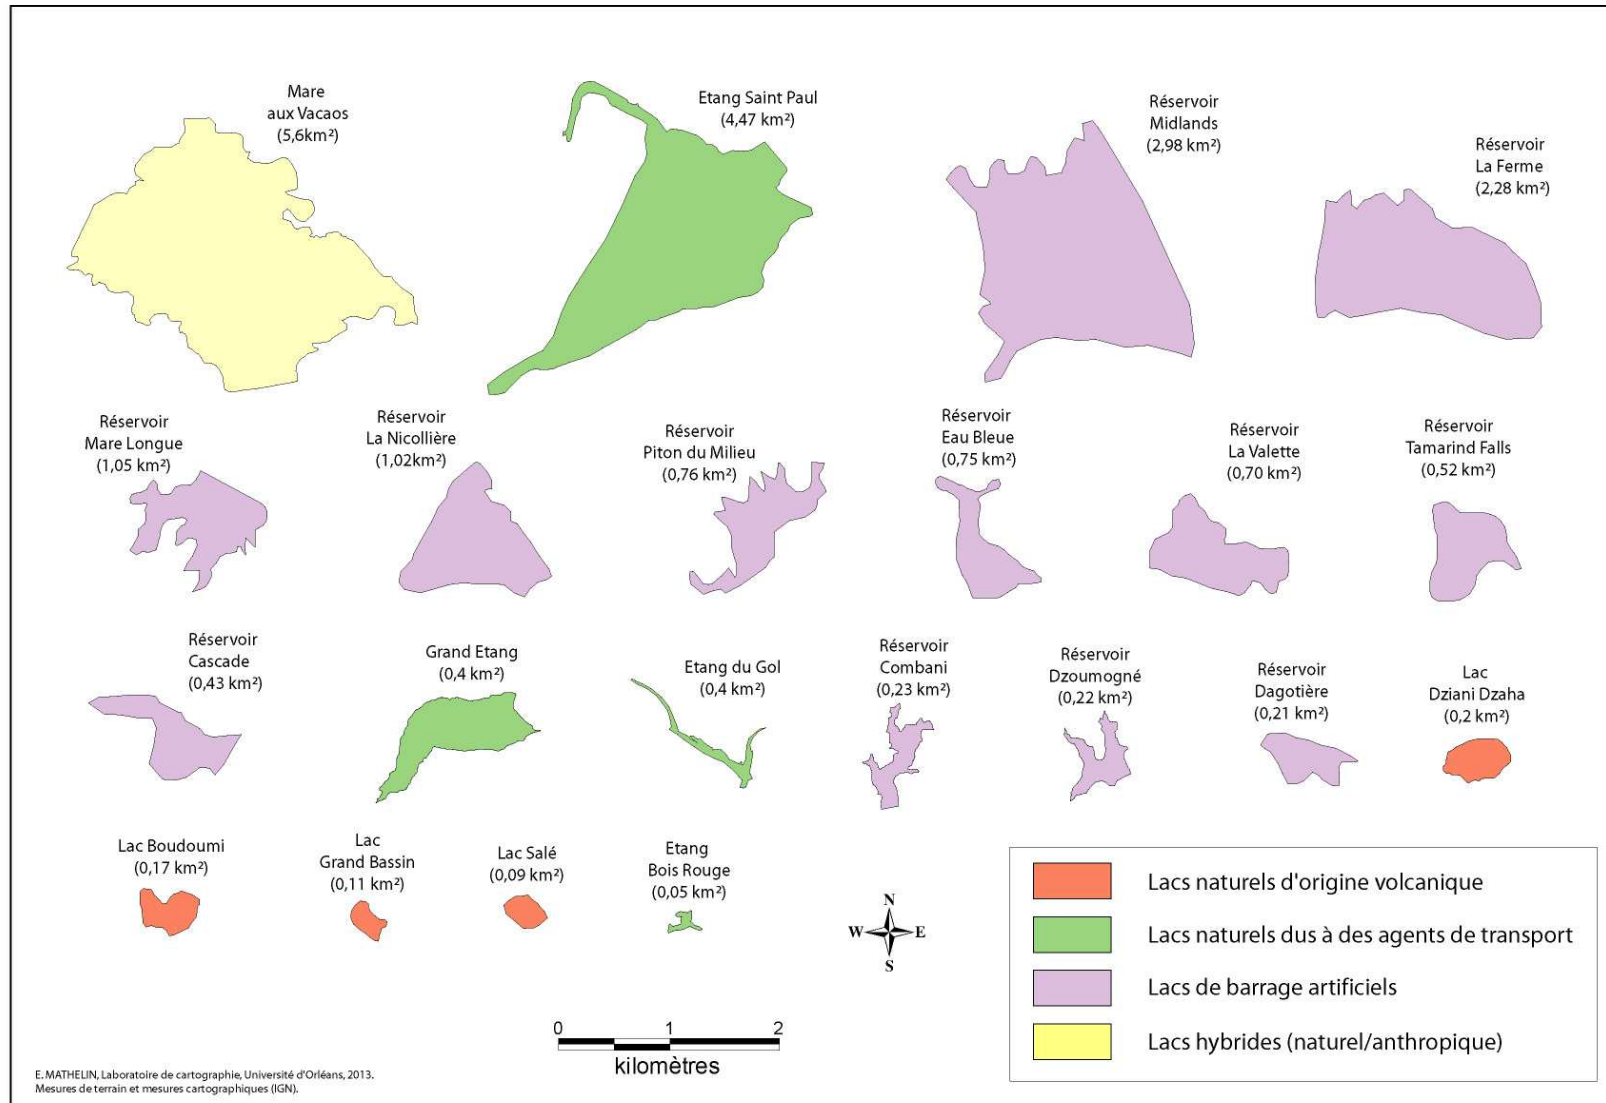 Mare
aux Vacaos
(5,6km²)
Etang Saint Paul
(4,47 km²)
Réservoir
Midlands
(2,98 km²)
Réservoir
La Ferme
(2,28 km²)
Réservoir
Mare Longue
(1,05 km²)
Réservoir
La Nicollière
(1,02km²)
Réservoir
Piton du Milieu
(0,76 km²)
Réservoir
Eau Bleue
(0,75 km²)
Réservoir
La Valette
(0,70 km²)
Réservoir
Tamarind Falls
(0,52 km²)
Réservoir
Cascade
(0,43 km²)
Grand Etang
(0,4 km²)
Etang du Gol
(0,4 km²)
Réservoir
Combani
(0,23 km²)
Réservoir
Dzoumogné
(0,22 km²)
Réservoir
Dagotière
(0,21 km²)
Lac
Dziani Dzaha
(0,2 km²)
Lac Boudoumi
(0,17 km²)
Lac
Grand Bassin
(0,11 km²)
Lac Salé
(0,09 km²)
Etang
Bois Rouge
(0,05 km²)
N
W E
S
0 1 2
kilomètres
Lacs naturels d'origine volcanique
Lacs naturels dus à des agents de transport
Lacs de barrage artificiels
Lacs hybrides (naturel/anthropique)
E. MATHELIN, Laboratoire de cartographie, Université d'Orléans, 2013.
Mesures de terrain et mesures cartographiques (IGN).